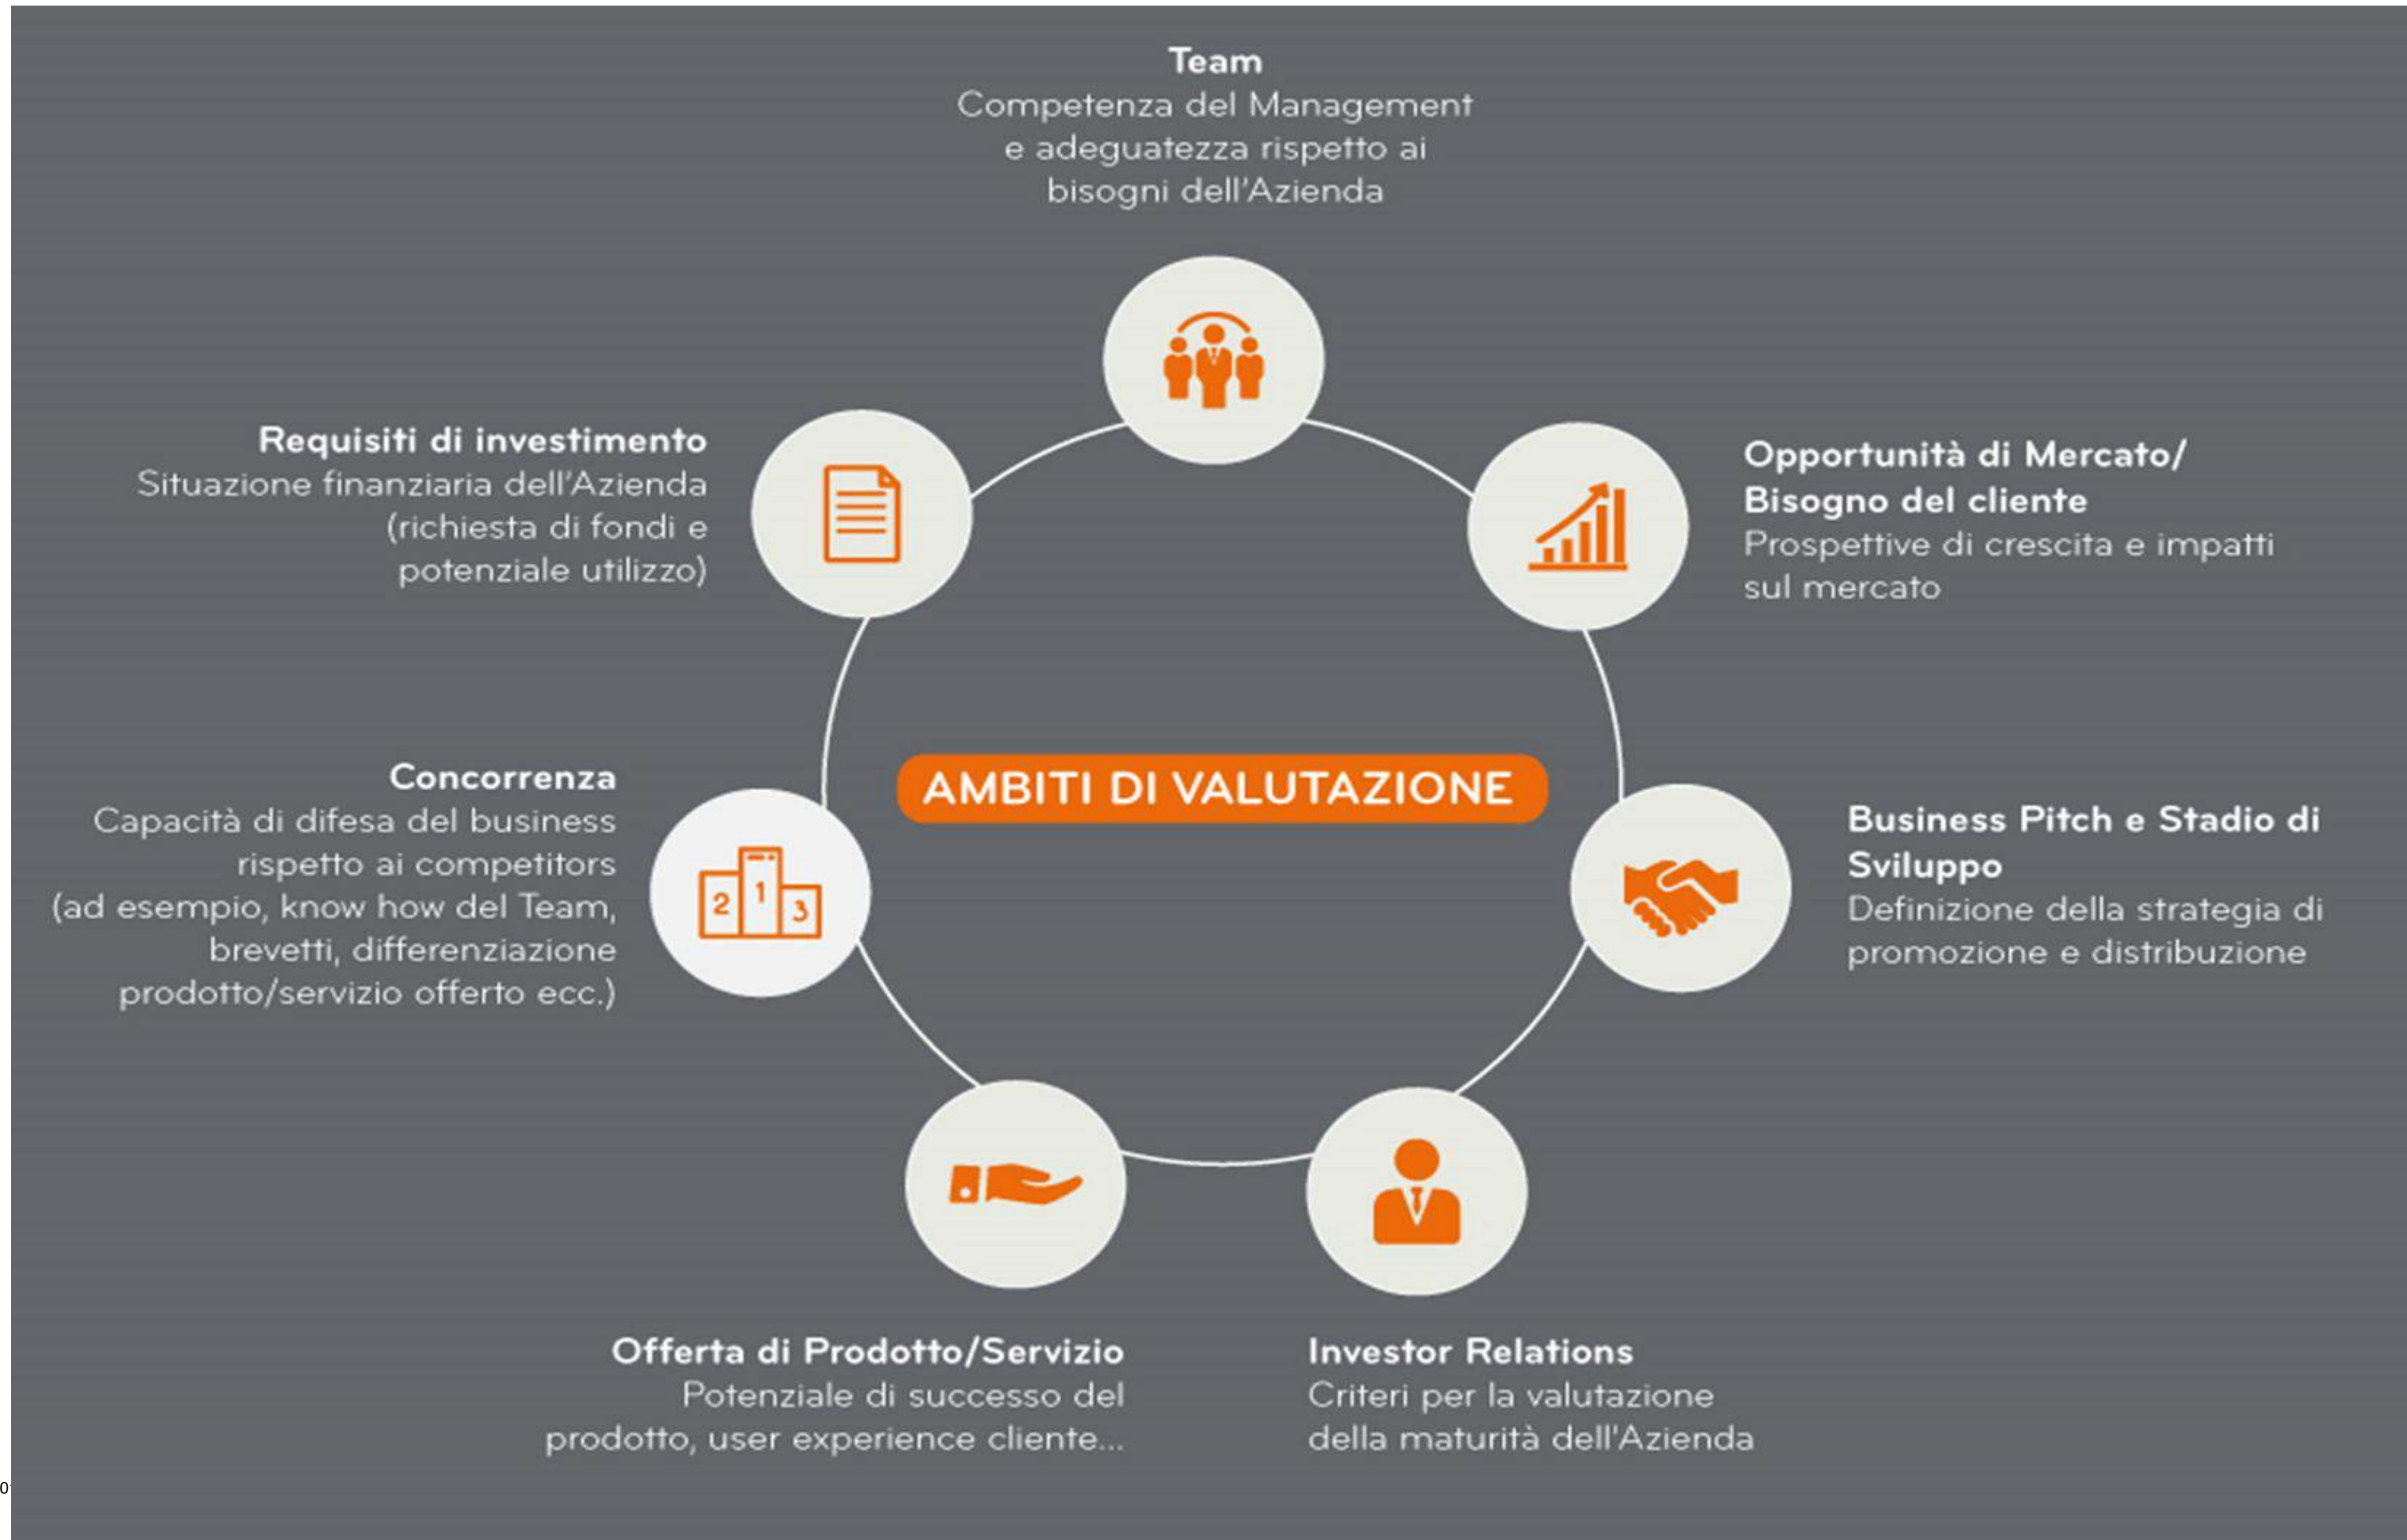 Team
Competenza del Management
e adeguatezza rispetto ai
bisogni dell'Azienda
Requisiti di investimento
Situazione finanziaria dell'Azienda
(richiesta di fondi e
potenziale utilizzo)
Opportunità di Mercato/
Bisogno del cliente
Prospettive di crescita e impatti
sul mercato
AMBITI DI VALUTAZIONE
Concorrenza
Capacità di difesa del business
rispetto ai competitors
(ad esempio, know how del Team,
brevetti, differenziazione
prodotto/servizio offerto ecc.)
2 1 3
Business Pitch e Stadio di
Sviluppo
Definizione della strategia di
promozione e distribuzione
Offerta di Prodotto/Servizio
Potenziale di successo del
prodotto, user experience cliente...
Investor Relations
Criteri per la valutazione
della maturità dell'Azienda